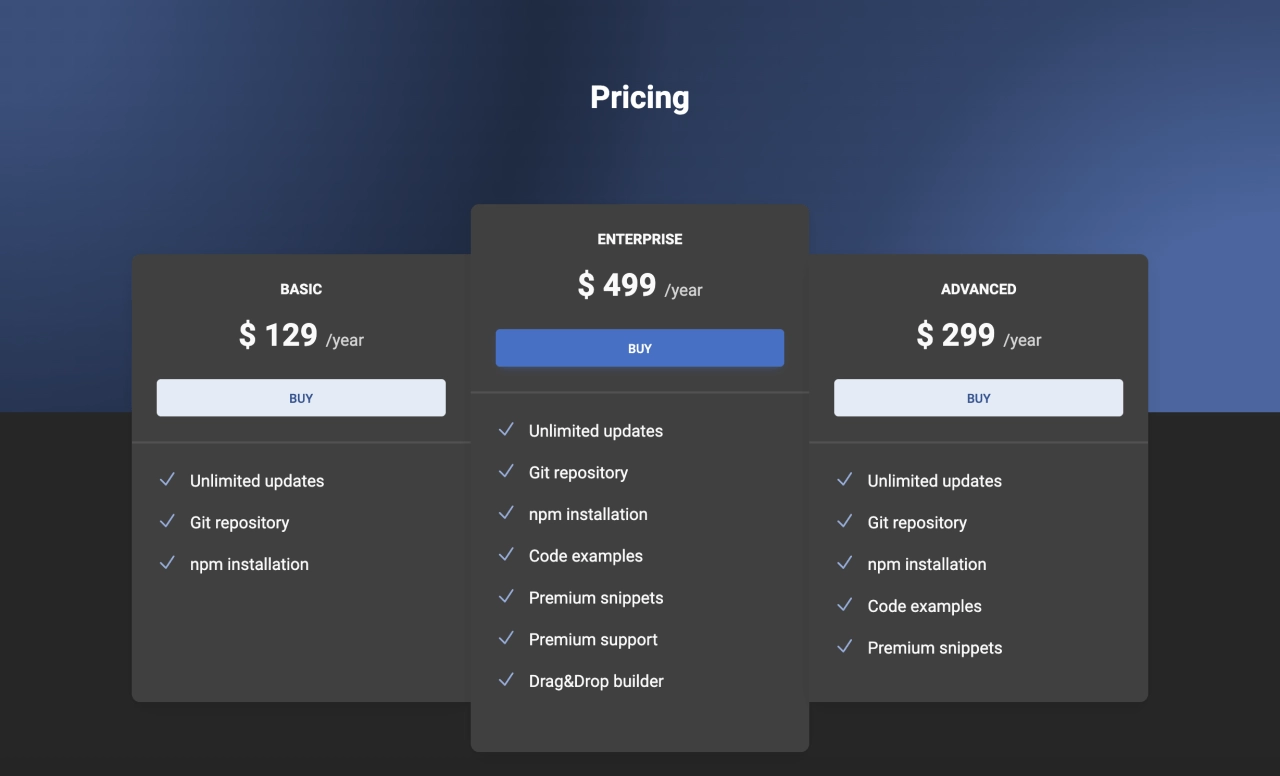 Pricing
BASIC
$ 129 /year
BUY
Unlimited updates
Git repository
npm installation
ENTERPRISE
$ 499 /year
BUY
Unlimited updates
Git repository
npm installation
Code examples
Premium snippets
Premium support
Drag&Drop builder
ADVANCED
$ 299 /year
BUY
Unlimited updates
Git repository
npm installation
Code examples
Premium snippets